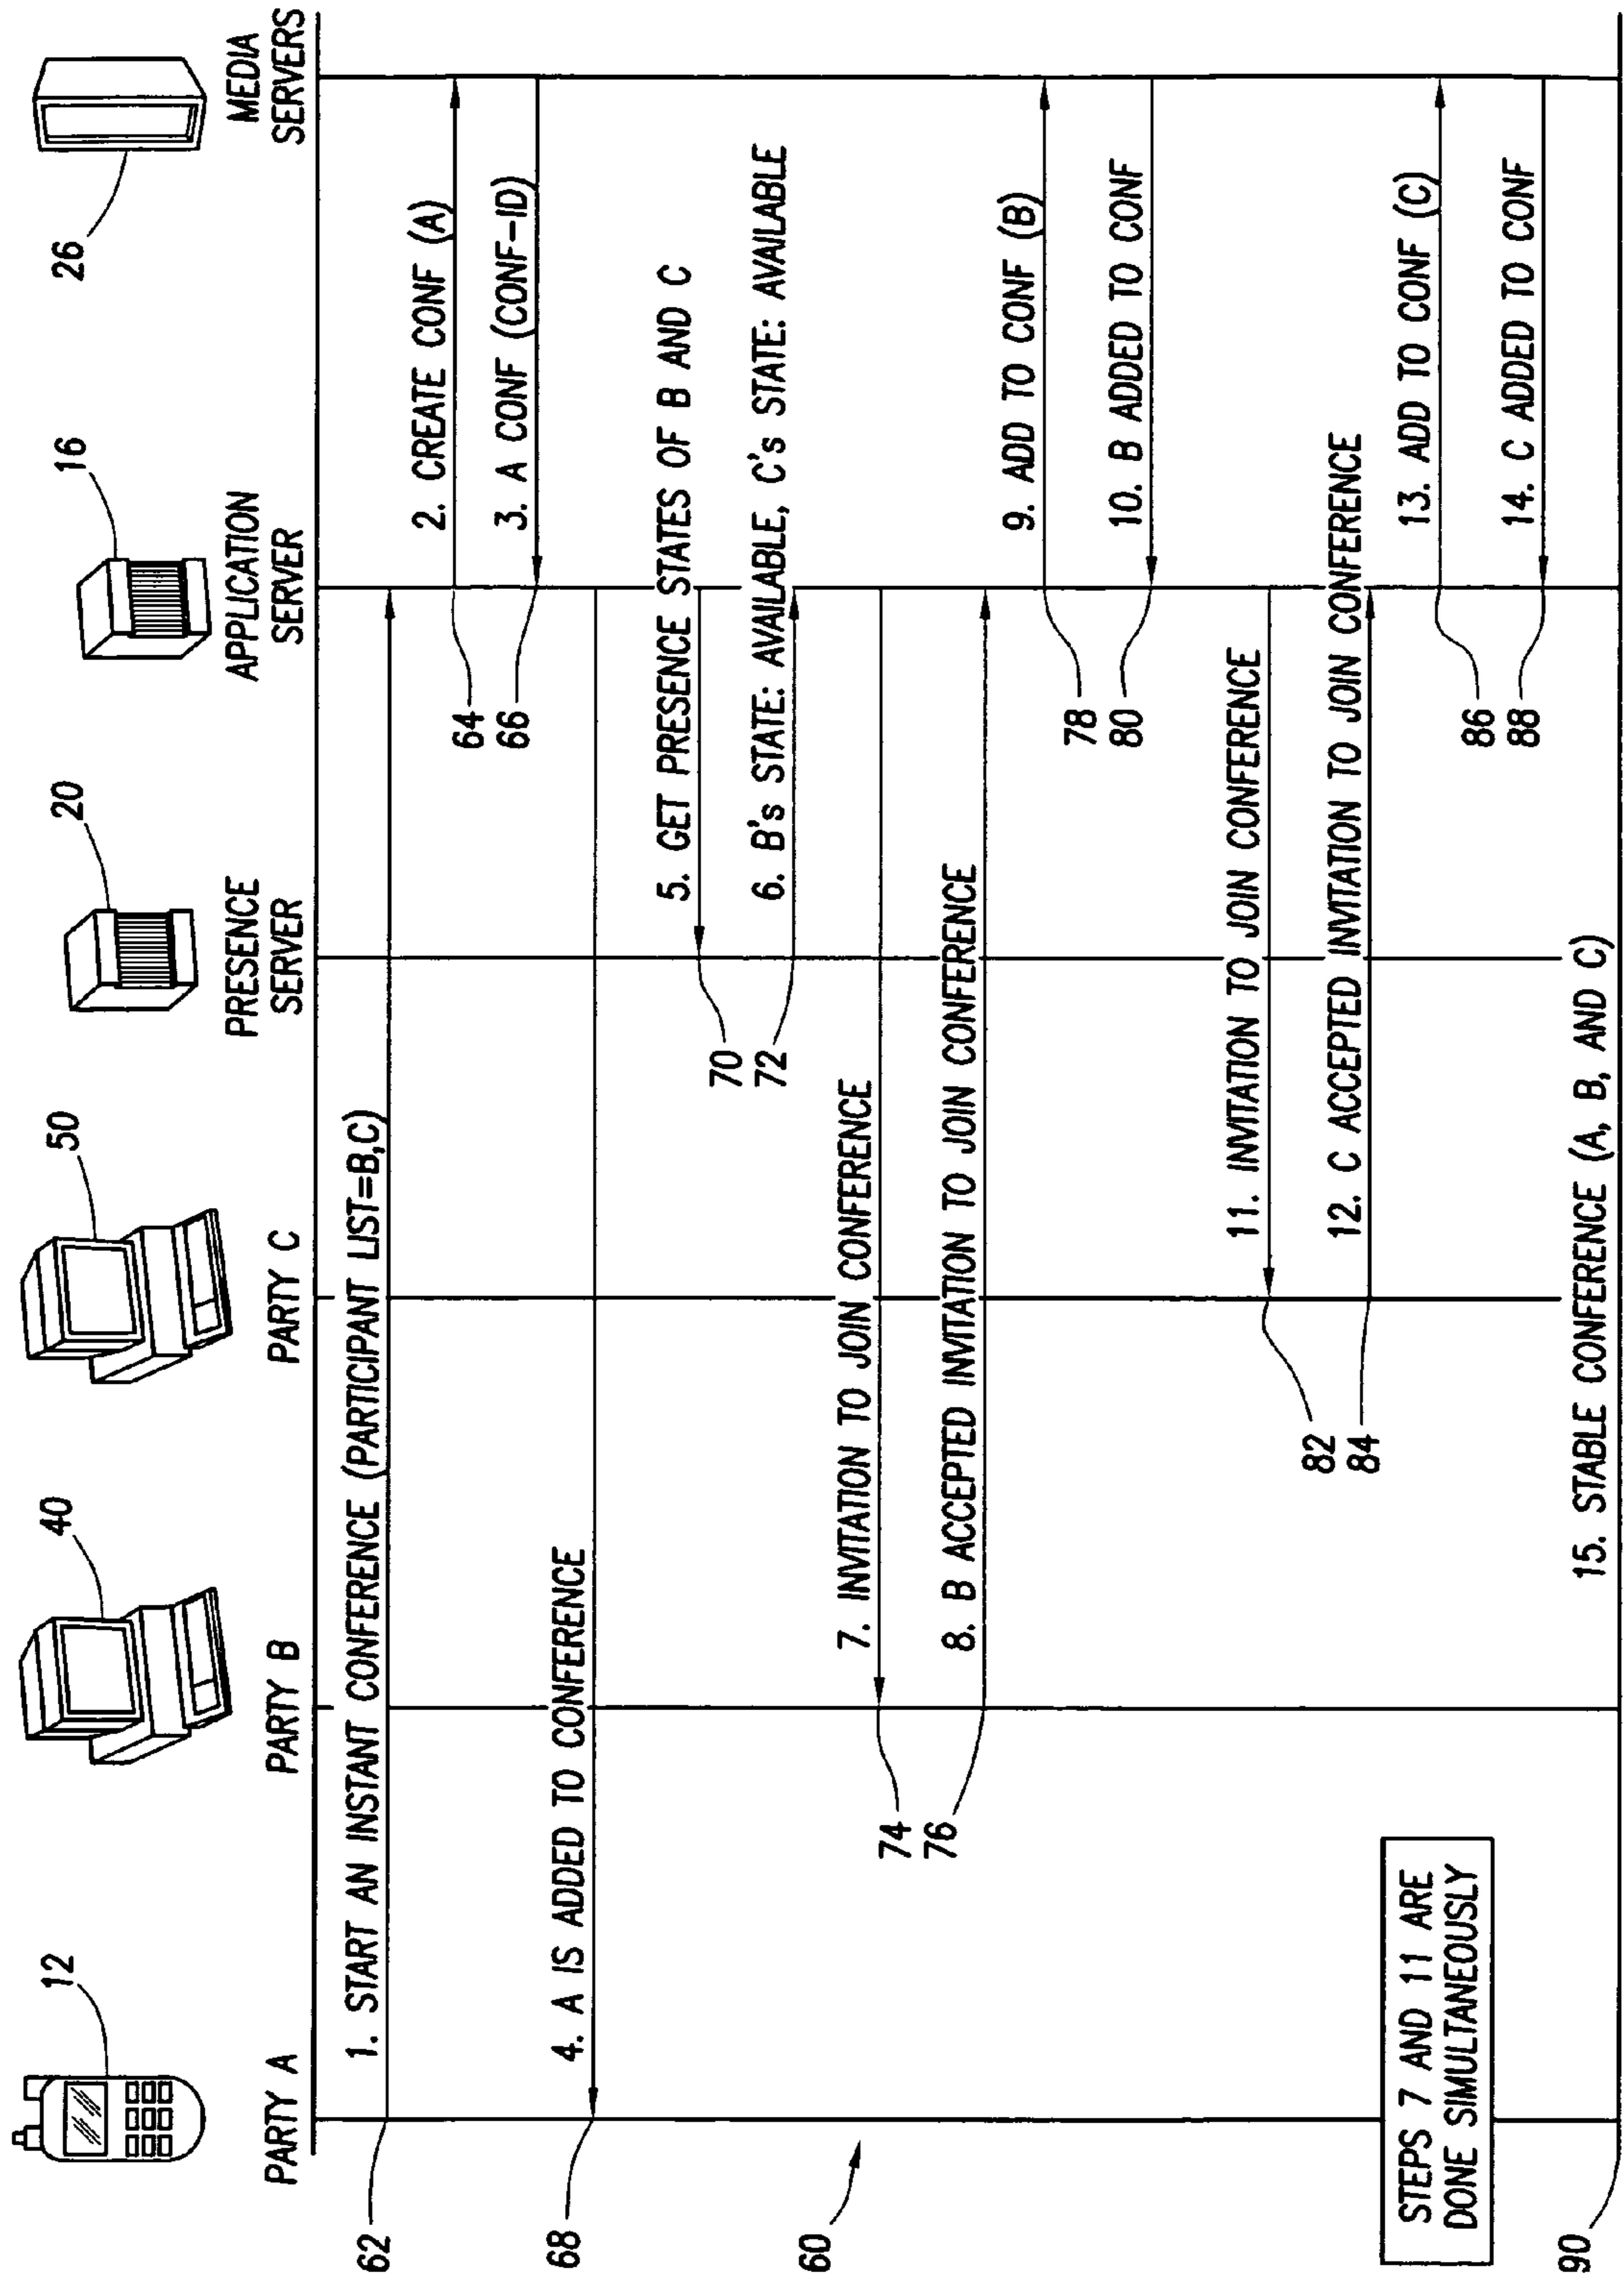 12
40
50
20
16
26
PARTY A
PARTY B
PARTY C
PRESENCE
SERVER
APPLICATION
SERVER
MEDIA
SERVERS
62
1. START AN INSTANT CONFERENCE (PARTICIPANT LIST=B,C)
2. CREATE CONF (A)
64
3. A CONF (CONF-ID)
66
68
4. A IS ADDED TO CONFERENCE
5. GET PRESENCE STATES OF B AND C
70
6. B's STATE: AVAILABLE, C's STATE: AVAILABLE
72
60
7. INVITATION TO JOIN CONFERENCE
74
8. B ACCEPTED INVITATION TO JOIN CONFERENCE
76
9. ADD TO CONF (B)
78
10. B ADDED TO CONF
80
11. INVITATION TO JOIN CONFERENCE
82
12. C ACCEPTED INVITATION TO JOIN CONFERENCE
84
13. ADD TO CONF (C)
86
14. C ADDED TO CONF
88
STEPS 7 AND 11 ARE
DONE SIMULTANEOUSLY
15. STABLE CONFERENCE (A, B, AND C)
90